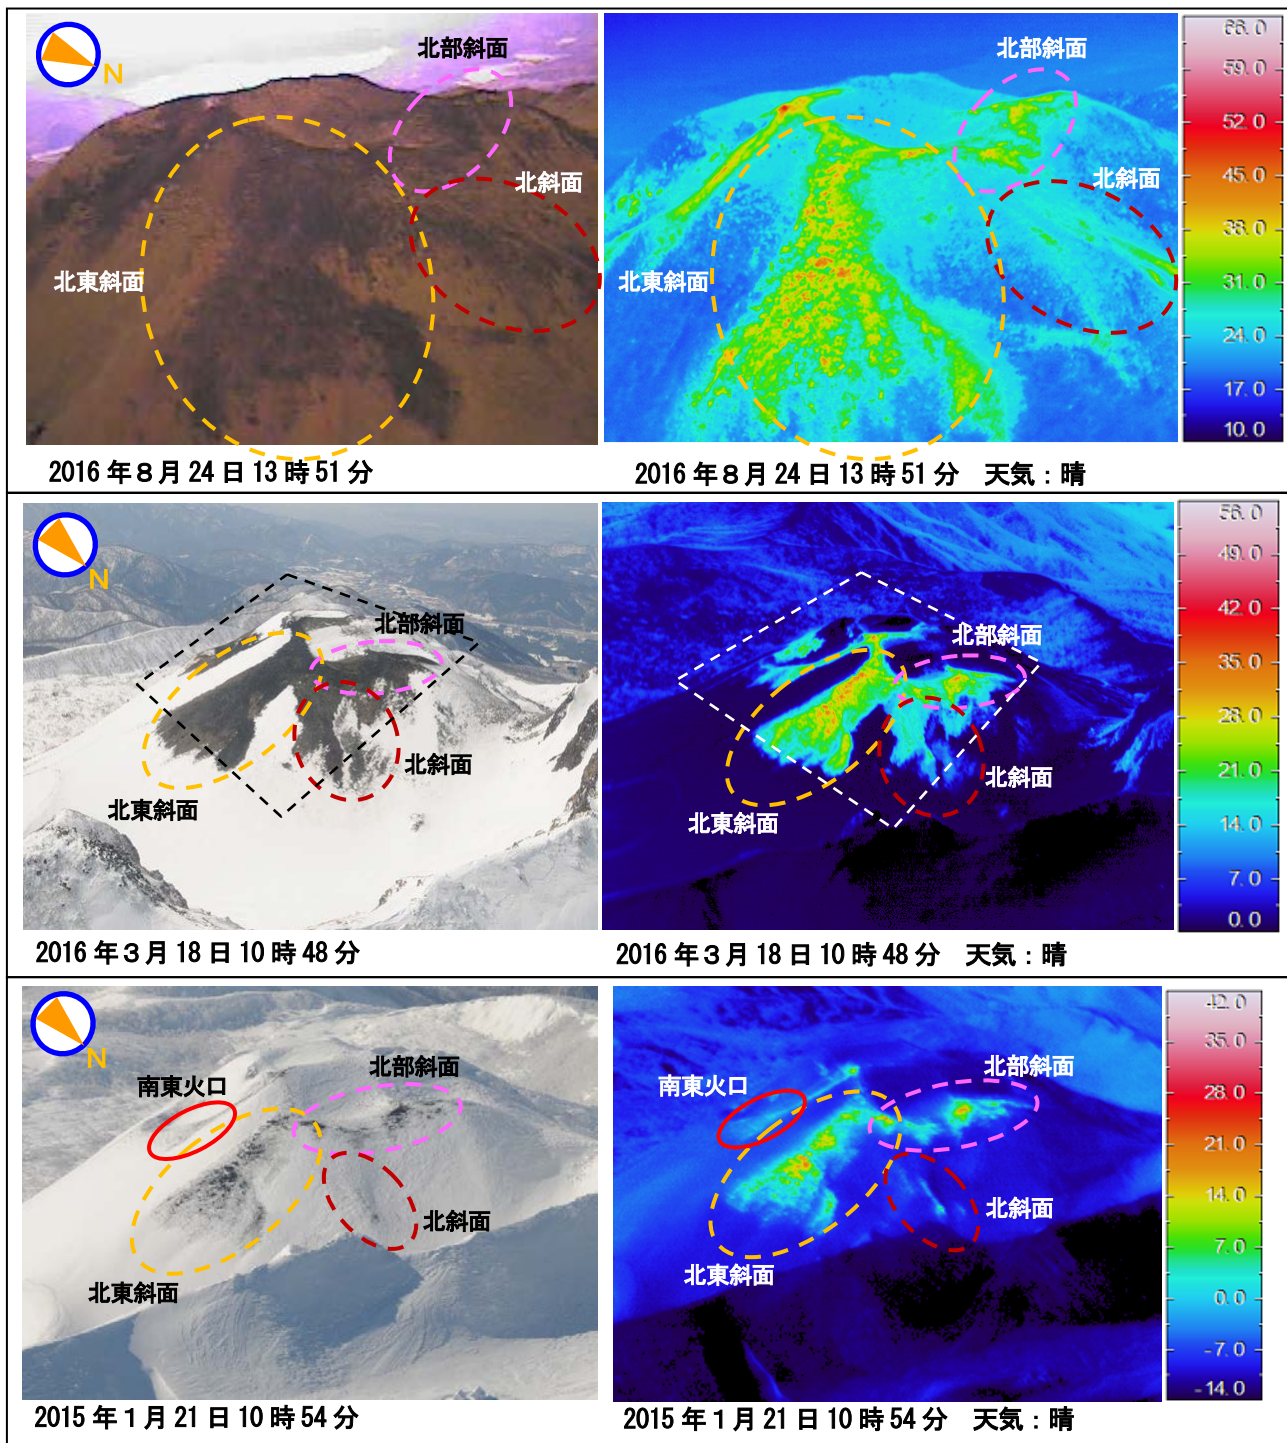 N
北部斜面
北斜面
北東斜面
北部斜面
北斜面
北東斜面
66.0
59.0
52.0
45.0
38.0
31.0
24.0
17.0
10.0
2016年８月24日13時51分
2016年８月24日13時51分 天気：晴
N
北部斜面
北斜面
北東斜面
北部斜面
北斜面
北東斜面
56.0
49.0
42.0
35.0
28.0
21.0
14.0
7.0
0.0
2016年３月18日10時48分
2016年３月18日10時48分 天気：晴
N
南東火口
北部斜面
北斜面
北東斜面
南東火口
北部斜面
北斜面
北東斜面
42.0
35.0
28.0
21.0
14.0
7.0
0.0
-7.0
-14.0
2015年１月21日10時54分
2015年１月21日10時54分 天気：晴